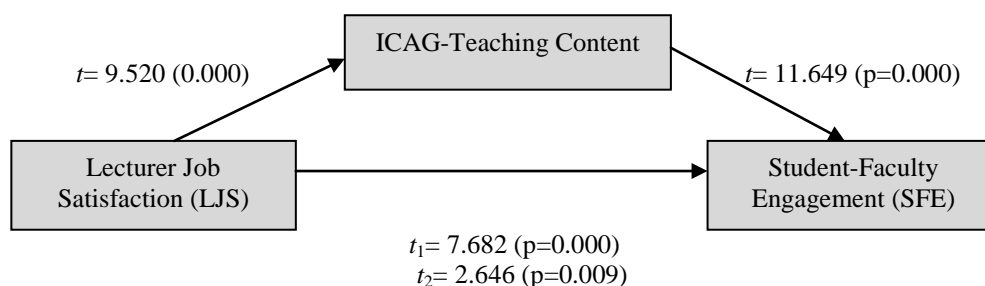 ICAG-Teaching Content
t= 9.520 (0.000)
t= 11.649 (p=0.000)
Lecturer Job
Satisfaction (LJS)
Student-Faculty
Engagement (SFE)
t₁= 7.682 (p=0.000)
t₂= 2.646 (p=0.009)